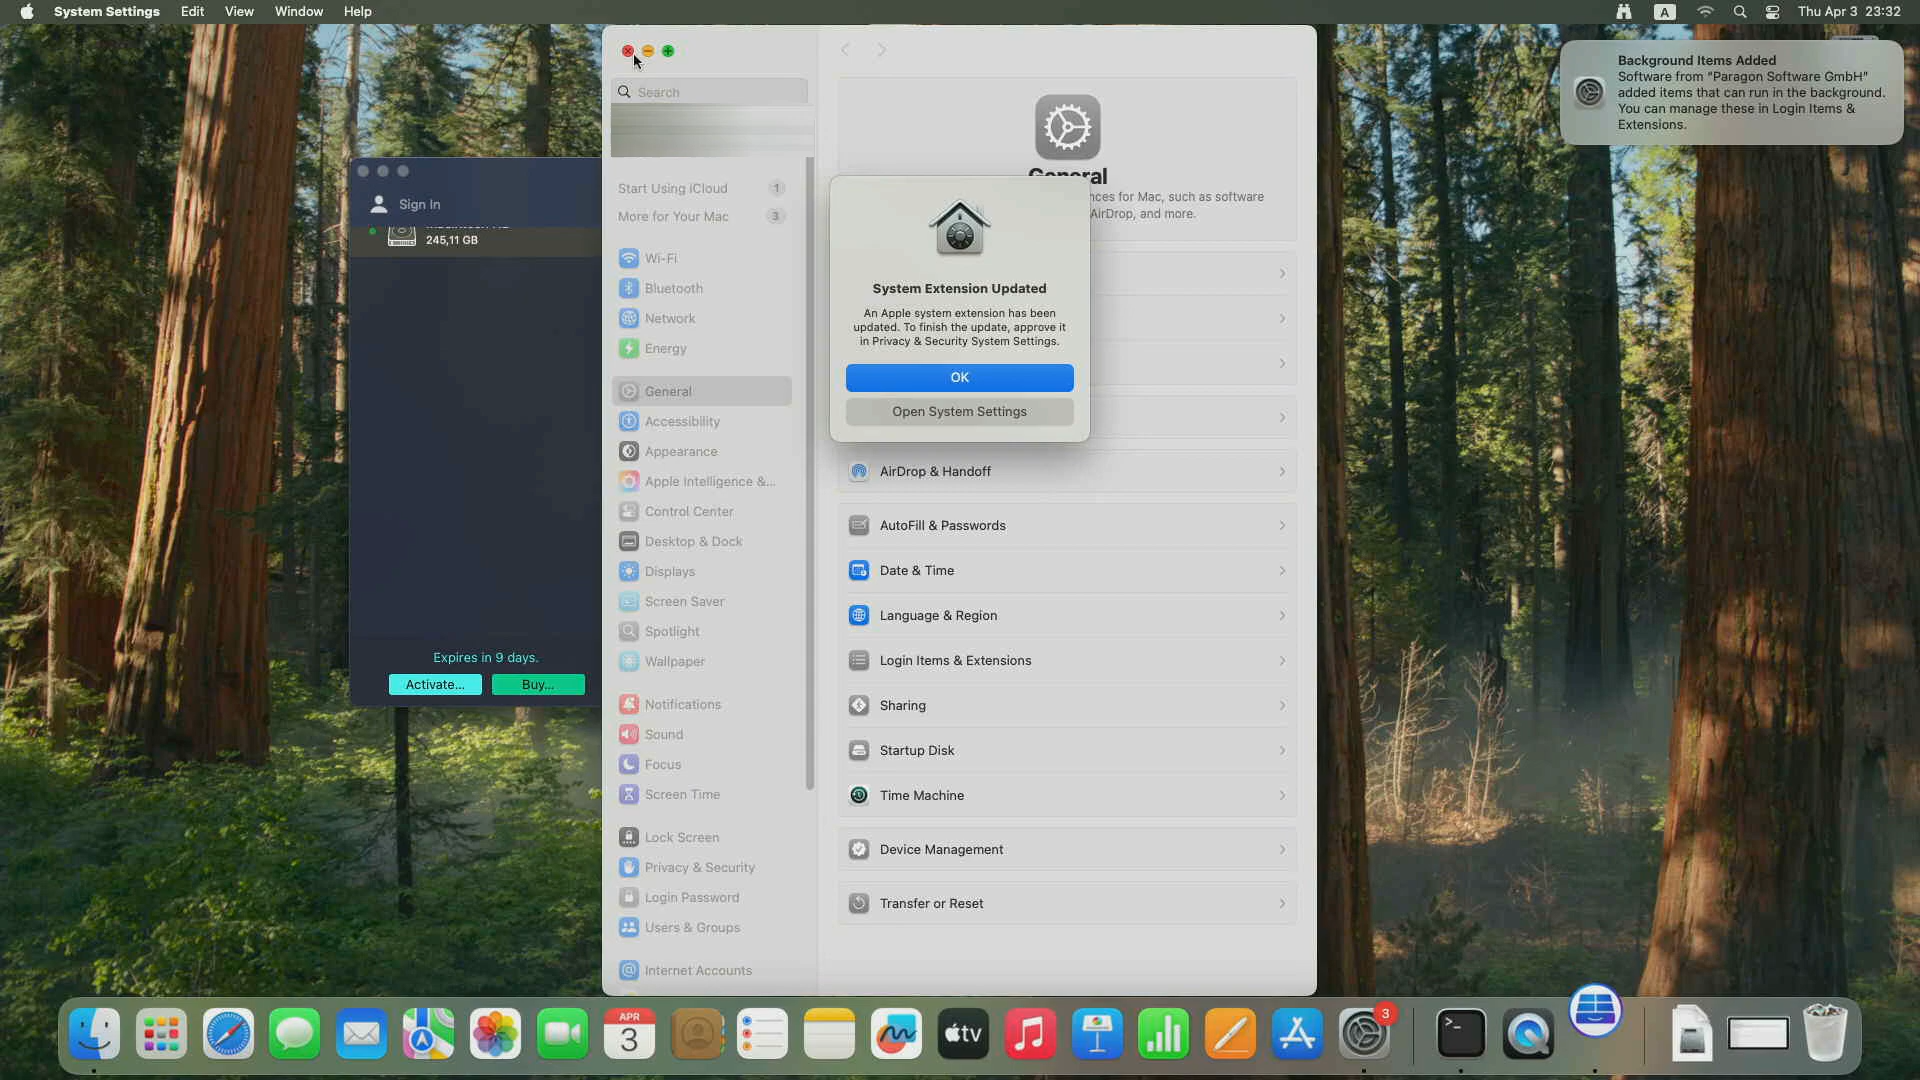 System Settings Edit View Window Help
A Thu Apr 3 23:32
Background Items Added
Software from "Paragon Software GmbH"
added items that can run in the background.
You can manage these in Login Items &
Extensions.
Sign In
245,11 GB
Expires in 9 days.
Activate... Buy...
Search
Start Using iCloud 1
More for Your Mac 3
Wi-Fi
Bluetooth
Network
Energy
General
Accessibility
Appearance
Apple Intelligence &...
Control Center
Desktop & Dock
Displays
Screen Saver
Spotlight
Wallpaper
Notifications
Sound
Focus
Screen Time
Lock Screen
Privacy & Security
Login Password
Users & Groups
Internet Accounts
General
nces for Mac, such as software
AirDrop, and more.
System Extension Updated
An Apple system extension has been
updated. To finish the update, approve it
in Privacy & Security System Settings.
OK
Open System Settings
AirDrop & Handoff
AutoFill & Passwords
Date & Time
Language & Region
Login Items & Extensions
Sharing
Startup Disk
Time Machine
Device Management
Transfer or Reset
APR
3
tv
3
>_